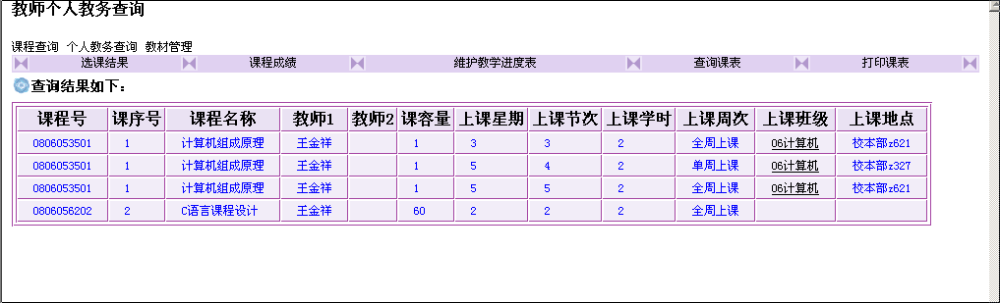 教师个人教务查询
课程查询 个人教务查询 教材管理
选课结果 课程成绩 维护教学进度表 查询课表 打印课表
查询结果如下：
课程号 课序号 课程名称 教师1 教师2 课容量 上课星期 上课节次 上课学时 上课周次 上课班级 上课地点
0806053501 1 计算机组成原理 王金祥 1 3 3 2 全周上课 06计算机 校本部z621
0806053501 1 计算机组成原理 王金祥 1 5 4 2 单周上课 06计算机 校本部z327
0806053501 1 计算机组成原理 王金祥 1 5 5 2 全周上课 06计算机 校本部z621
0806056202 2 C语言课程设计 王金祥 60 2 2 2 全周上课